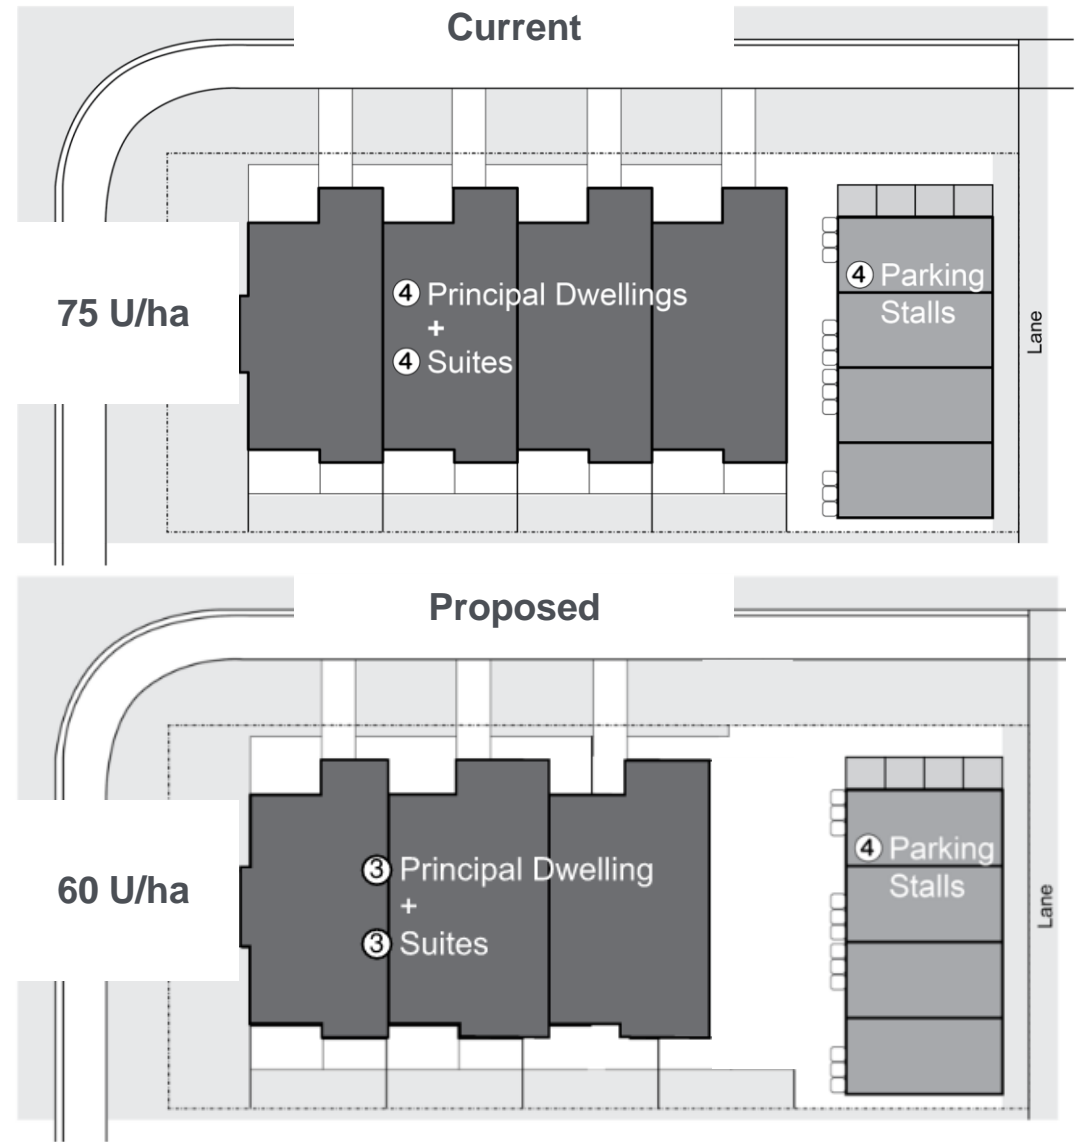 Current
75 U/ha
④ Principal Dwellings
+
④ Suites
④ Parking
Stalls
Lane
Proposed
60 U/ha
③ Principal Dwelling
+
③ Suites
④ Parking
Stalls
Lane